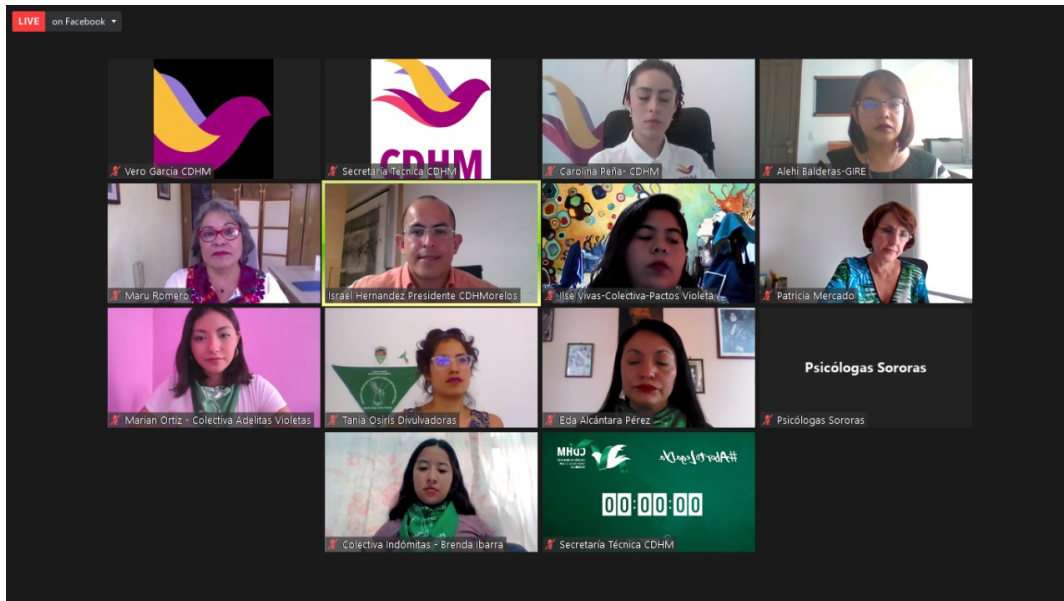 LIVE on Facebook
CDHM
Vero Garcia CDHM
Secretaría Técnica CDHM
Carolina Peña- CDHM
Alehi Balderas-GIRE
Maru Romero
Israel Hernandez Presidente CDHMorelos
Ilse Vivas-Colectiva-Pactos Violeta
Patricia Mercado
Marian Ortiz - Colectiva Adelitas Violetas
Tania Osiris Divulvadoras
Eda Alcántara Pérez
Psicólogas Sororas
Psicólogas Sororas
CDHM
#AbortoLegalYa
00:00:00
Colectiva Indómitas - Brenda Ibarra
Secretaría Técnica CDHM